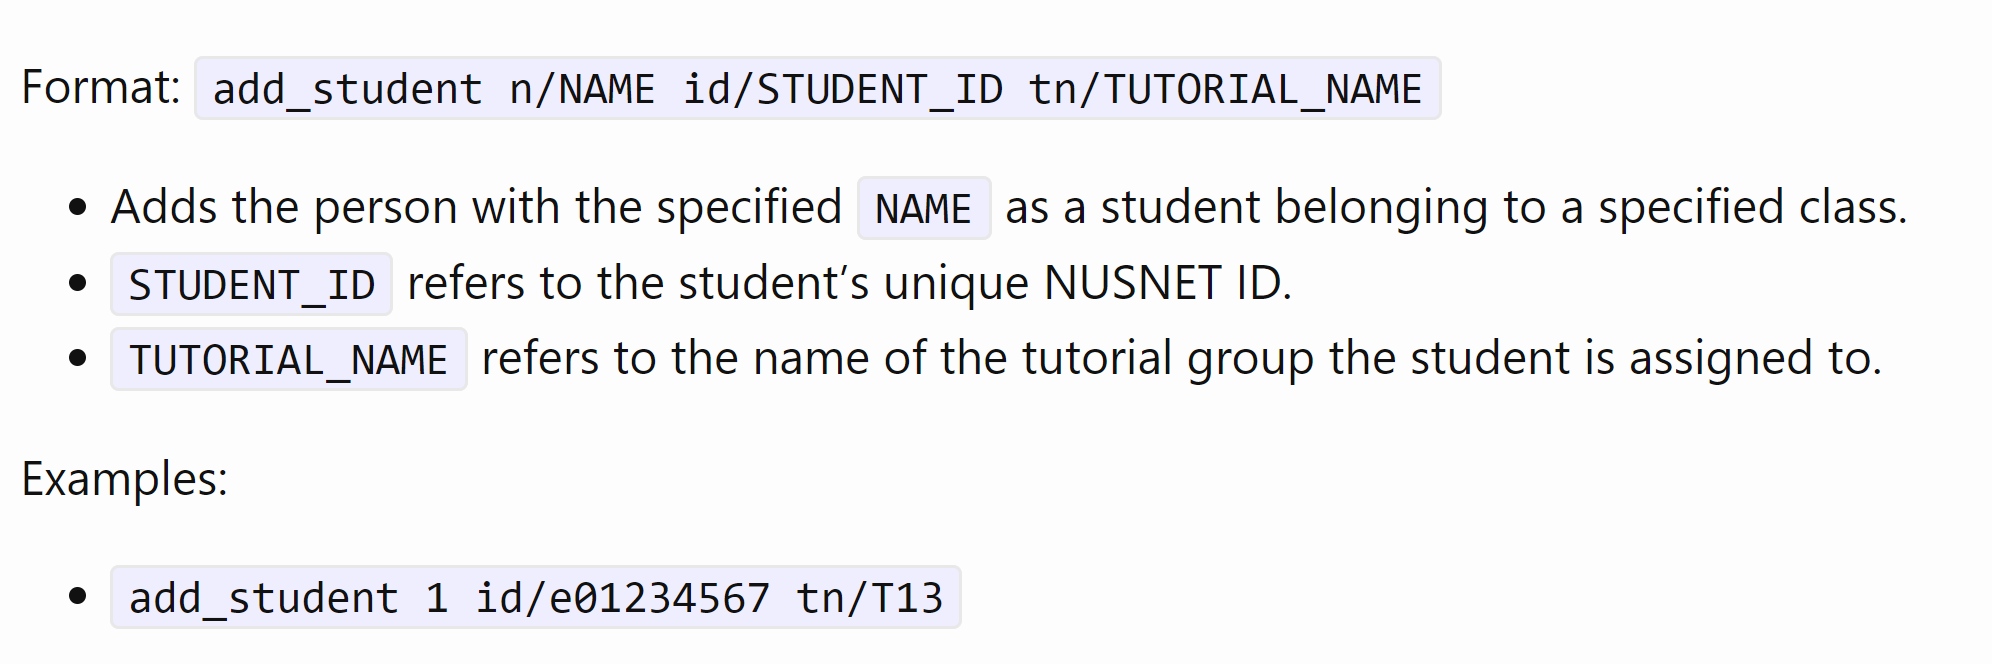 Format: add_student n/NAME id/STUDENT_ID tn/TUTORIAL_NAME
• Adds the person with the specified NAME as a student belonging to a specified class.
• STUDENT_ID refers to the student’s unique NUSNET ID.
• TUTORIAL_NAME refers to the name of the tutorial group the student is assigned to.
Examples:
• add_student 1 id/e01234567 tn/T13